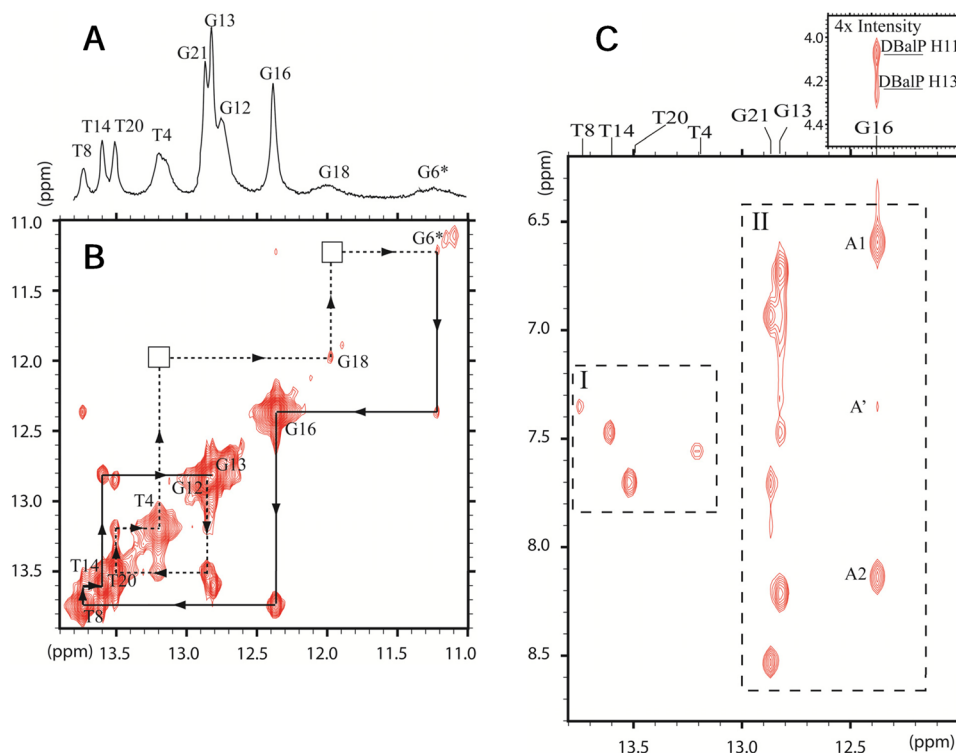 A
G13
G21
G16
T14
T20
G12
T8
T4
G18
G6*
(ppm)
11.0
B
G6*
11.5
12.0
G18
12.5
G16
G13
13.0
G12
T4
13.5
T14
T20
T8
(ppm)
13.5
13.0
12.5
12.0
11.5
11.0
C
4x Intensity
4.0
DBalP H11
4.2
DBalP H13
4.4
T8
T14
T20
T4
G21
G13
G16
(ppm)
6.5
II
A1
7.0
I
A'
7.5
8.0
A2
8.5
13.5
13.0
12.5
(ppm)